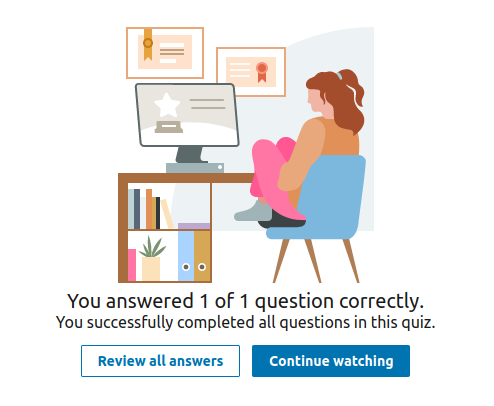 You answered 1 of 1 question correctly.
You successfully completed all questions in this quiz.
Review all answers
Continue watching